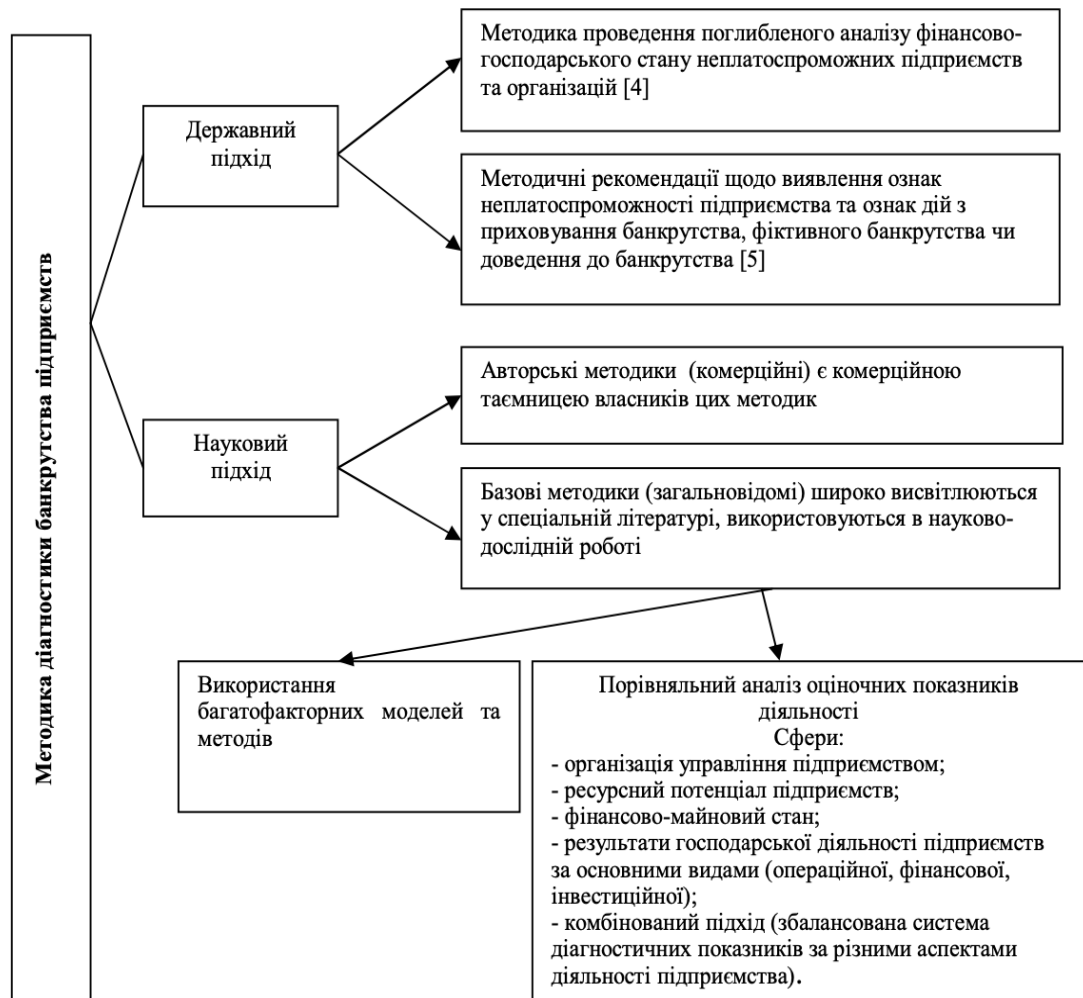 Методика діагностики банкрутства підприємств
Державний
підхід
Методика проведення поглибленого аналізу фінансово-
господарського стану неплатоспроможних підприємств
та організацій [4]
Методичні рекомендації щодо виявлення ознак
неплатоспроможності підприємства та ознак дій з
приховування банкрутства, фіктивного банкрутства чи
доведення до банкрутства [5]
Науковий
підхід
Авторські методики (комерційні) є комерційною
таємницею власників цих методик
Базові методики (загальновідомі) широко висвітлюються
у спеціальній літературі, використовуються в науково-
дослідній роботі
Використання
багатофакторних моделей та
методів
Порівняльний аналіз оціночних показників
діяльності
Сфери:
- організація управління підприємством;
- ресурсний потенціал підприємств;
- фінансово-майновий стан;
- результати господарської діяльності підприємств
за основними видами (операційної, фінансової,
інвестиційної);
- комбінований підхід (збалансована система
діагностичних показників за різними аспектами
діяльності підприємства).